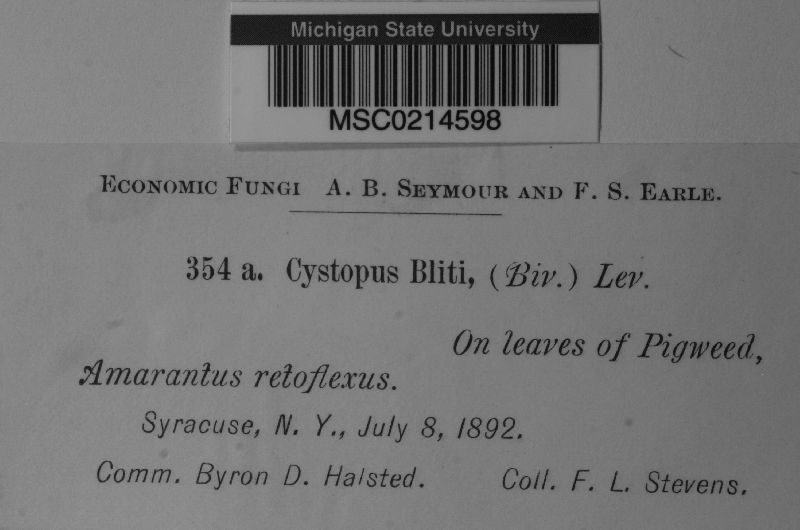 Michigan State University
MSC0214598
ECONOMIC FUNGI A. B. SEYMOUR AND F. S. EARLE.
354 a. Cystopus Bliti, (Biv.) Lev.
On leaves of Pigweed,
Amarantus retoflexus.
Syracuse, N. Y., July 8, 1892.
Comm. Byron D. Halsted. Coll. F. L. Stevens.